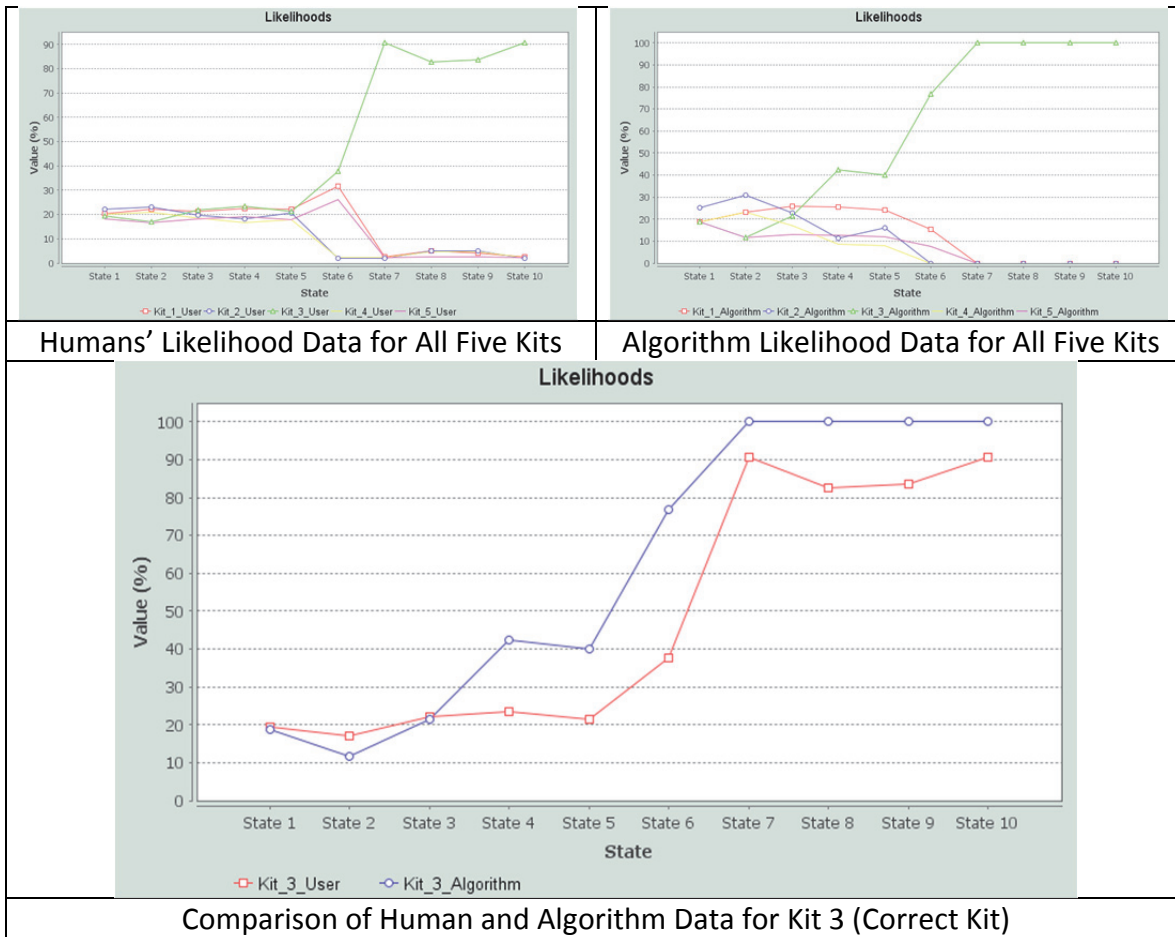 Likelihoods
Value (%)
90
80
70
60
50
40
30
20
10
0
State 1 State 2 State 3 State 4 State 5 State 6 State 7 State 8 State 9 State 10
State
Kit_1_User Kit_2_User Kit_3_User Kit_4_User Kit_5_User
Humans’ Likelihood Data for All Five Kits
Likelihoods
Value (%)
100
90
80
70
60
50
40
30
20
10
0
State 1 State 2 State 3 State 4 State 5 State 6 State 7 State 8 State 9 State 10
State
Kit_1_Algorithm Kit_2_Algorithm Kit_3_Algorithm Kit_4_Algorithm Kit_5_Algorithm
Algorithm Likelihood Data for All Five Kits
Likelihoods
Value (%)
100
90
80
70
60
50
40
30
20
10
0
State 1 State 2 State 3 State 4 State 5 State 6 State 7 State 8 State 9 State 10
State
Kit_3_User Kit_3_Algorithm
Comparison of Human and Algorithm Data for Kit 3 (Correct Kit)